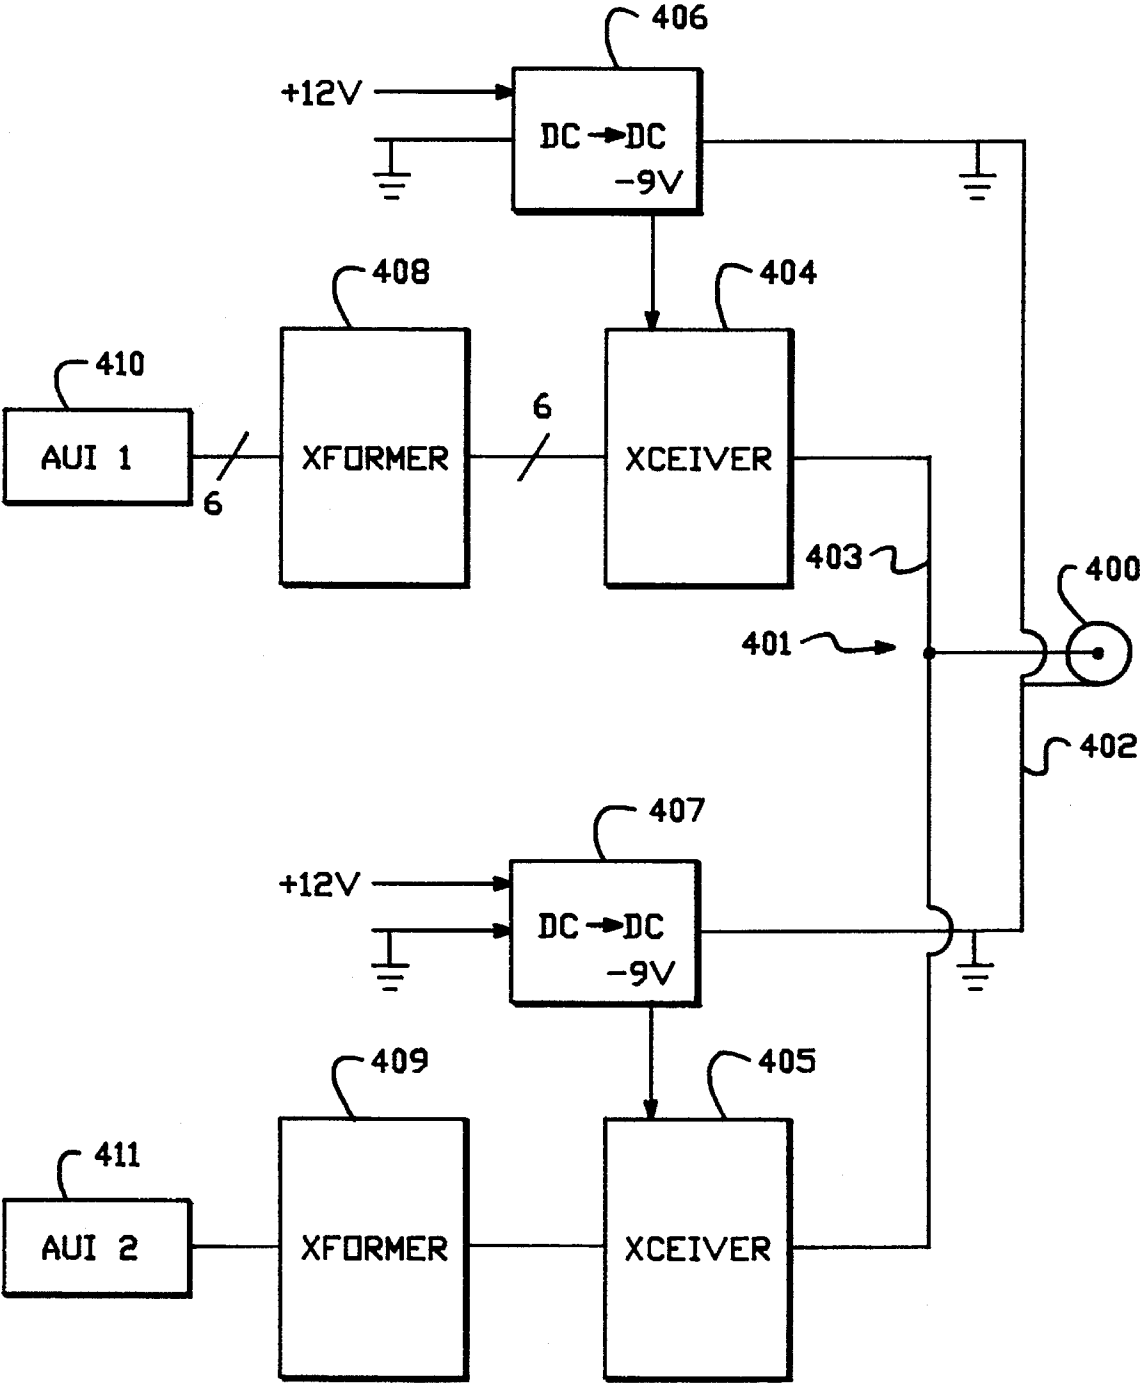 406
+12V
DC → DC
-9V
408
404
410
AUI 1
6
XFORMER
6
XCEIVER
403
400
401
402
407
+12V
DC → DC
-9V
409
405
411
AUI 2
XFORMER
XCEIVER